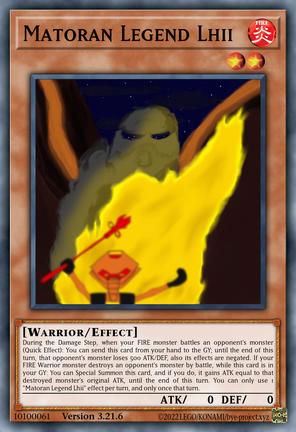 Matoran Legend Lhii
FIRE
炎
[Warrior/Effect]
During the Damage Step, when your FIRE monster battles an opponent's monster
(Quick Effect): You can send this card from your hand to the GY; until the end of this
turn, that opponent's monster loses 500 ATK/DEF, also its effects are negated. If your
FIRE Warrior monster destroys an opponent's monster by battle, while this card is in
your GY: You can Special Summon this card, and if you do, it gains ATK equal to that
destroyed monster's original ATK, until the end of this turn. You can only use 1
"Matoran Legend Lhii" effect per turn, and only once that turn.
ATK/ 0 DEF/ 0
10100061 Version 3.21.6 ©2022LEGO/KONAMI/bye-project.xyz